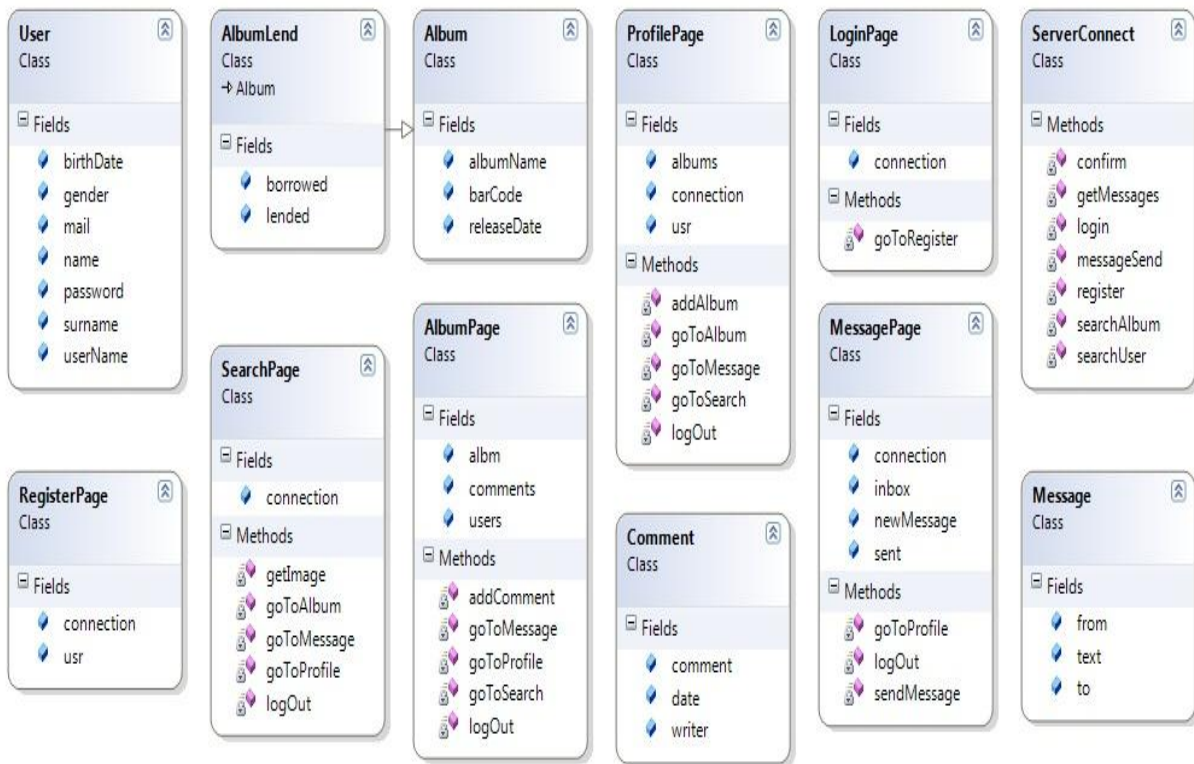 User
Class
Fields
birthDate
gender
mail
name
password
surname
userName
AlbumLend
Class
Album
Fields
borrowed
lended
Album
Class
Fields
albumName
barCode
releaseDate
ProfilePage
Class
Fields
albums
connection
usr
Methods
addAlbum
goToAlbum
goToMessage
goToSearch
logOut
LoginPage
Class
Fields
connection
Methods
goToRegister
ServerConnect
Class
Methods
confirm
getMessages
login
messageSend
register
searchAlbum
searchUser
RegisterPage
Class
Fields
connection
usr
SearchPage
Class
Fields
connection
Methods
getImage
goToAlbum
goToMessage
goToProfile
logOut
AlbumPage
Class
Fields
albm
comments
users
Methods
addComment
goToMessage
goToProfile
goToSearch
logOut
Comment
Class
Fields
comment
date
writer
MessagePage
Class
Fields
connection
inbox
newMessage
sent
Methods
goToProfile
logOut
sendMessage
Message
Class
Fields
from
text
to